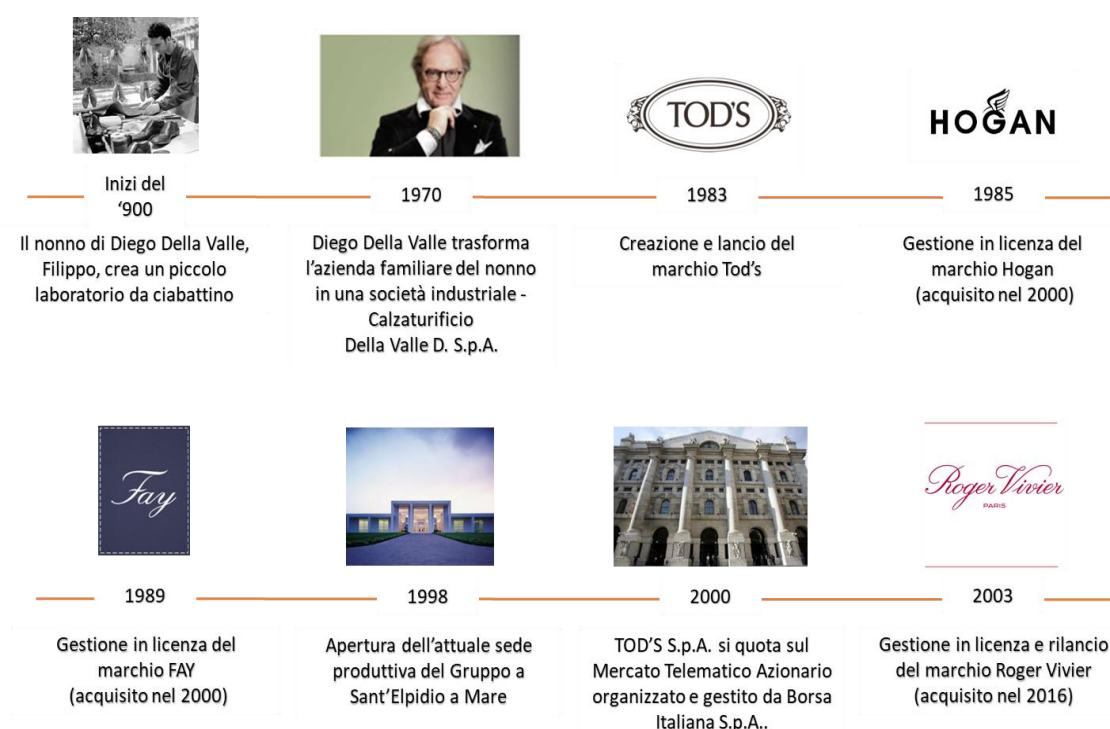 TOD'S
HOGAN
Inizi del
‘900
1970
1983
1985
Il nonno di Diego Della Valle,
Filippo, crea un piccolo
laboratorio da ciabattino
Diego Della Valle trasforma
l’azienda familiare del nonno
in una società industriale -
Calzaturificio
Della Valle D. S.p.A.
Creazione e lancio del
marchio Tod’s
Gestione in licenza del
marchio Hogan
(acquisito nel 2000)
Fay
Roger Vivier
PARIS
1989
1998
2000
2003
Gestione in licenza del
marchio FAY
(acquisito nel 2000)
Apertura dell’attuale sede
produttiva del Gruppo a
Sant’Elpidio a Mare
TOD’S S.p.A. si quota sul
Mercato Telematico Azionario
organizzato e gestito da Borsa
Italiana S.p.A..
Gestione in licenza e rilancio
del marchio Roger Vivier
(acquisito nel 2016)